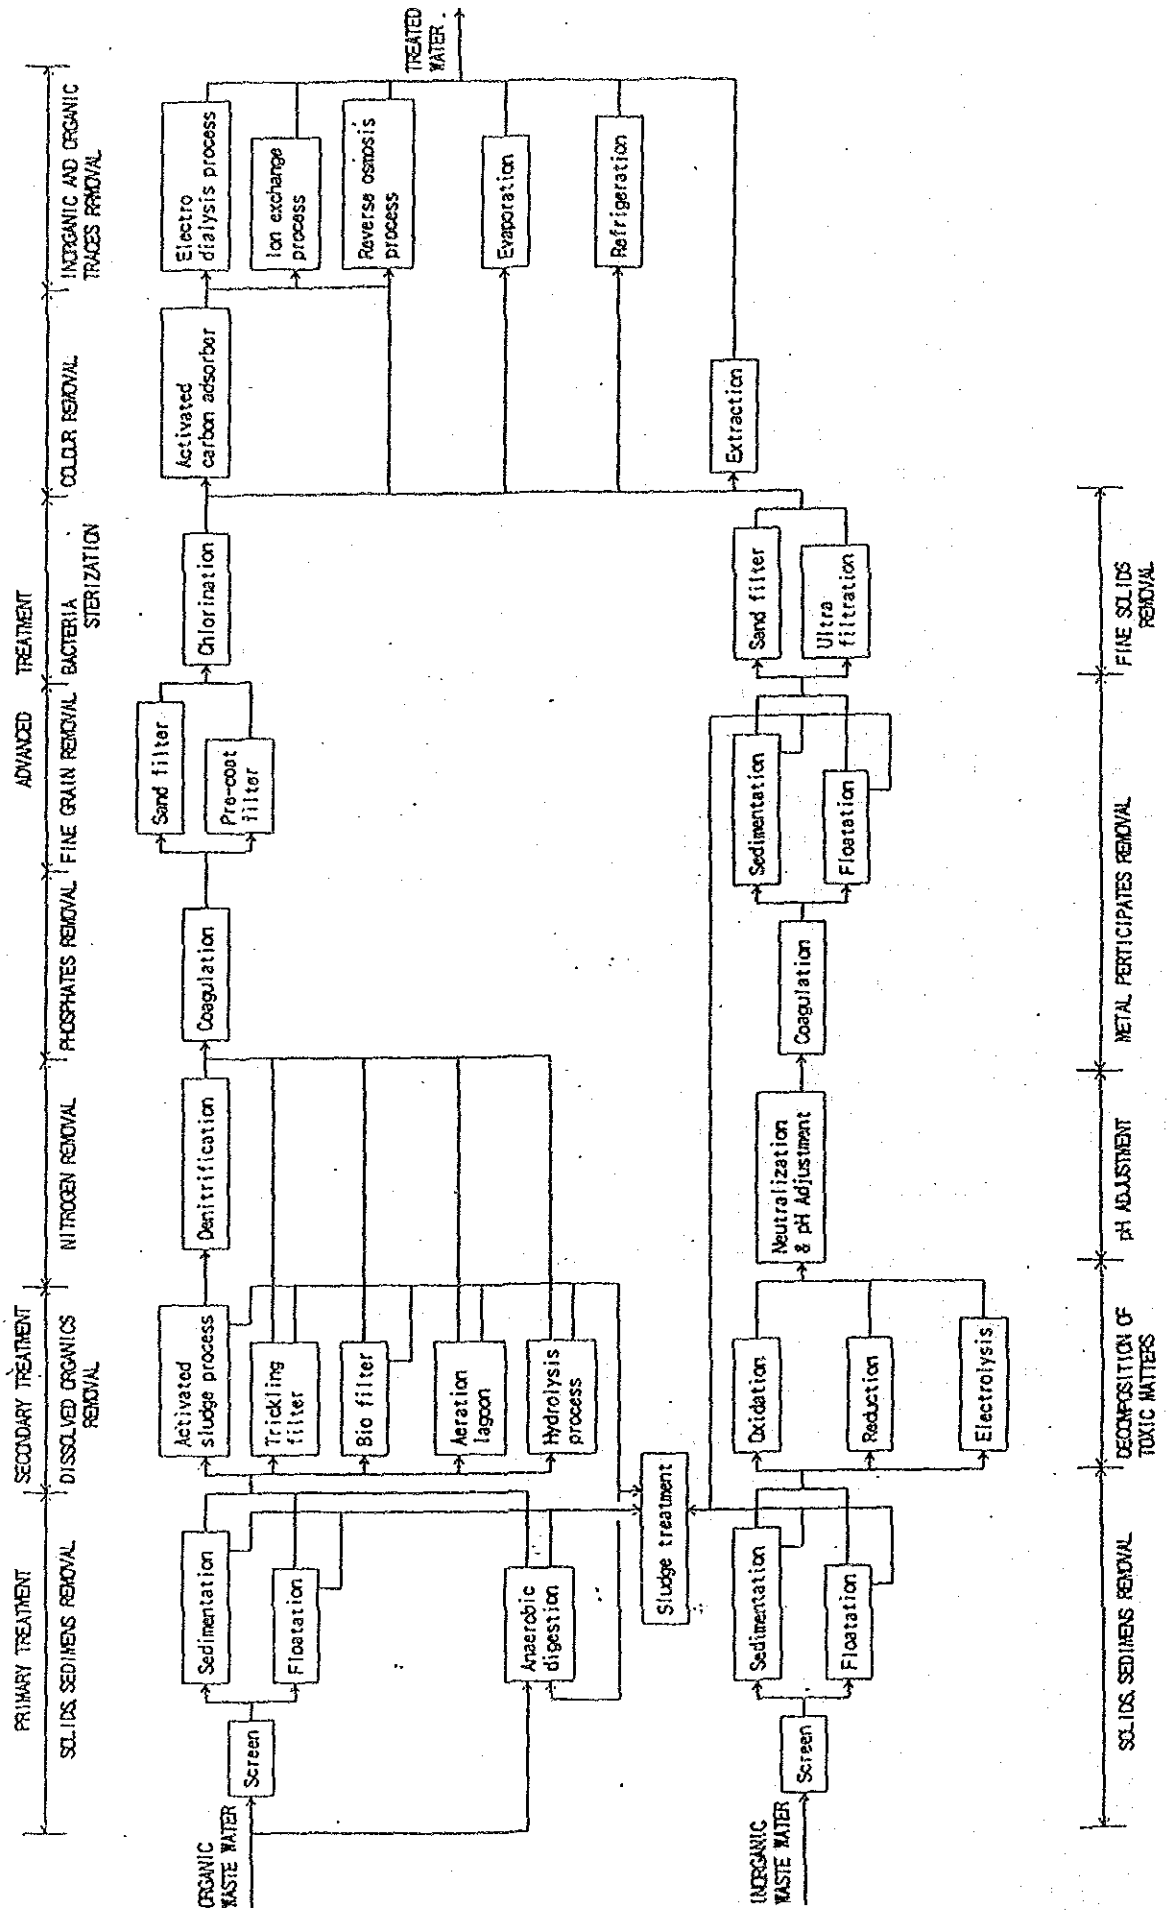 PRIMARY TREATMENT
SECONDARY TREATMENT
ADVANCED TREATMENT
SOLIDS, SEDIMENS REMOVAL
DISSOLVED ORGANICS
REMOVAL
NITROGEN REMOVAL
PHOSPHATES REMOVAL
FINE GRAIN REMOVAL
BACTERIA
STERIZATION
COLOUR REMOVAL
INORGANIC AND ORGANIC
TRACES RRMOVAL
ORGANIC
WASTE WATER
Screen
Sedimentation
Floatation
Anaerobic
digestion
Activated
sludge process
Trickling
filter
Bio filter
Aeration
lagoon
Hydrolysis
process
Denitrification
Coagulation
Sand filter
Pre-coat
filter
Chlorination
Activated
carbon adsorber
Electro
dialysis process
Ion exchange
process
Reverse osmosis
process
Evaporation
Refrigeration
Extraction
TREATED
WATER
Sludge treatment
INORGANIC
WASTE WATER
Screen
Sedimentation
Floatation
Oxidation
Reduction
Electrolysis
Neutralization
& pH Adjustment
Coagulation
Sedimentation
Floatation
Sand filter
Ultra
filtration
SOLIDS, SEDIMENS REMOVAL
DECOMPOSITION OF
TOXIC MATTERS
pH ADJUSTMENT
METAL PERTICIPATES REMOVAL
FINE SOLIDS
REMOVAL